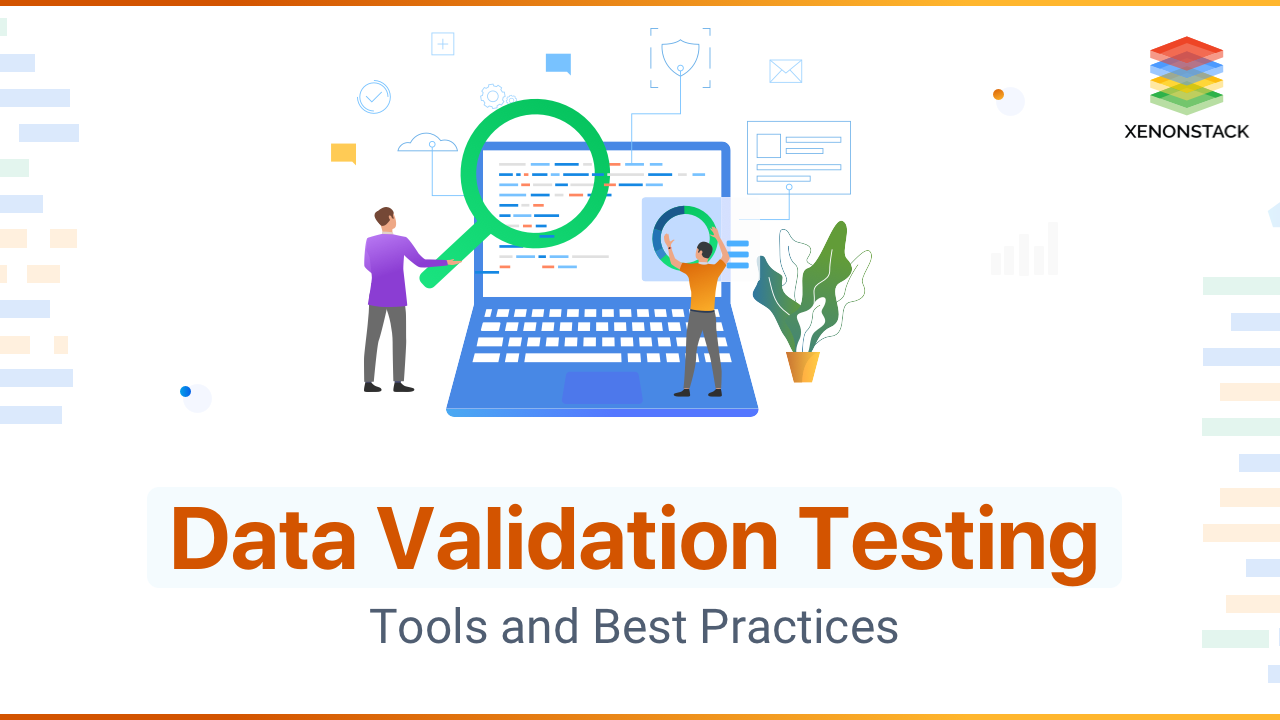 XENONSTACK
Data Validation Testing
Tools and Best Practices